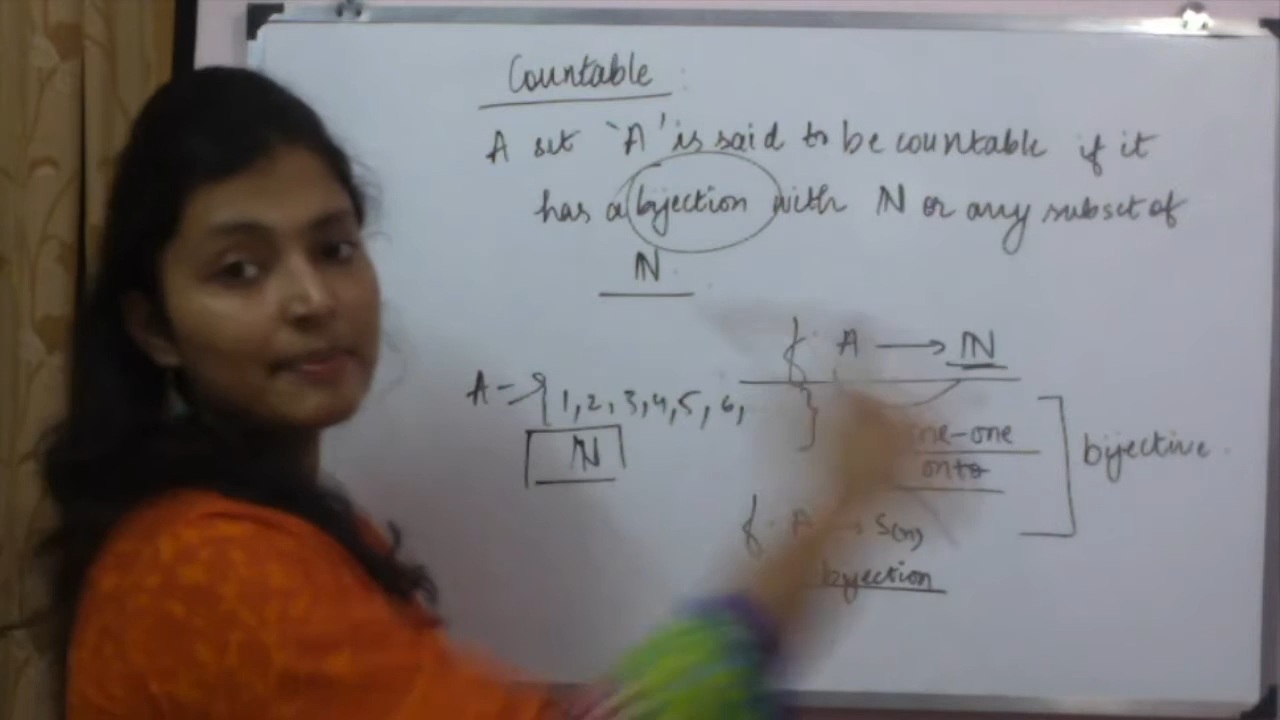 Countable :
A set 'A' is said to be countable if it
has a bijection with N or any subset of
N.
f: A → N
A → {1, 2, 3, 4, 5, 6, }
N
one-one
onto
bijective.
f: A → S(n)
bijection